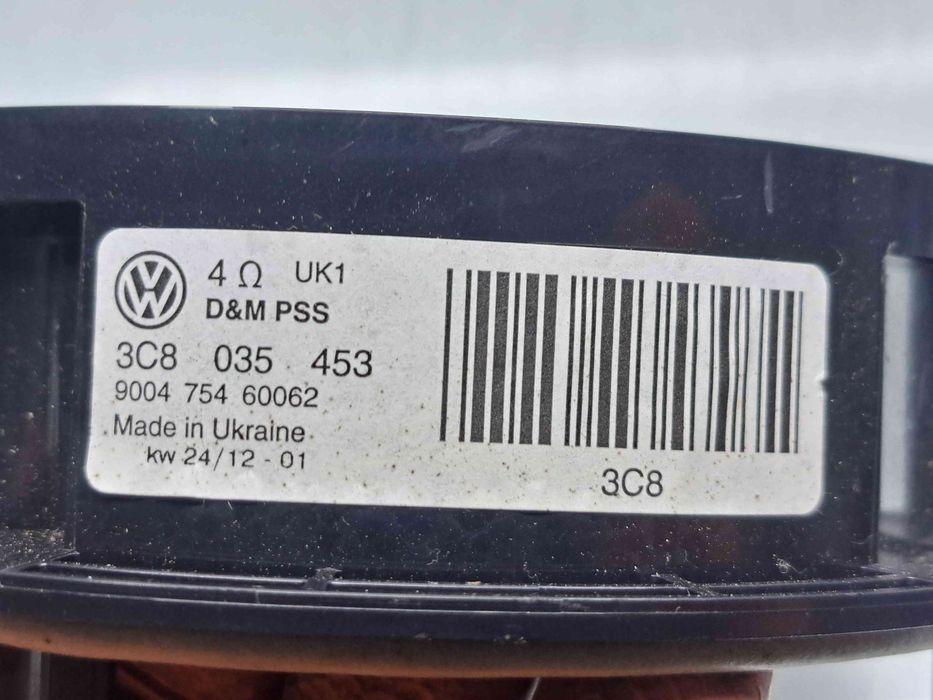 4 Ω UK1
D&M PSS
3C8 035 453
9004 754 60062
Made in Ukraine
kw 24/12 - 01
3C8